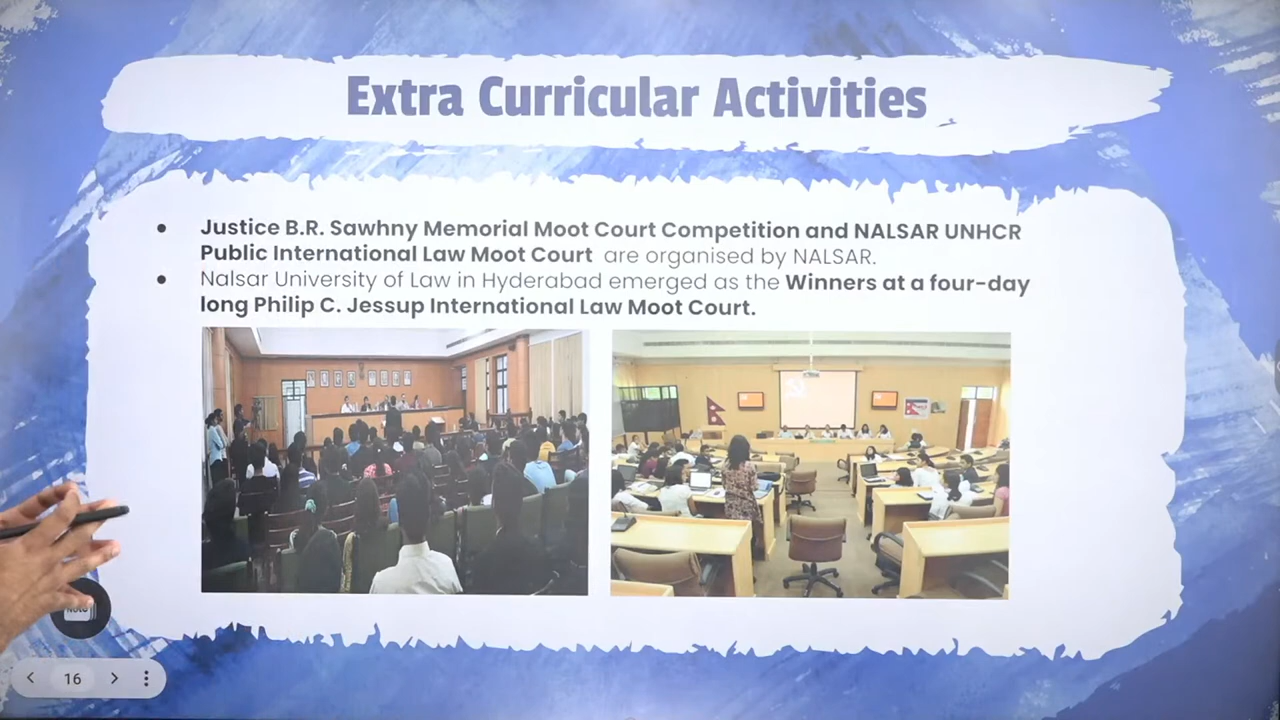 Extra Curricular Activities
Justice B.R. Sawhny Memorial Moot Court Competition and NALSAR UNHCR
Public International Law Moot Court are organised by NALSAR.
Nalsar University of Law in Hyderabad emerged as the Winners at a four-day
long Philip C. Jessup International Law Moot Court.
16